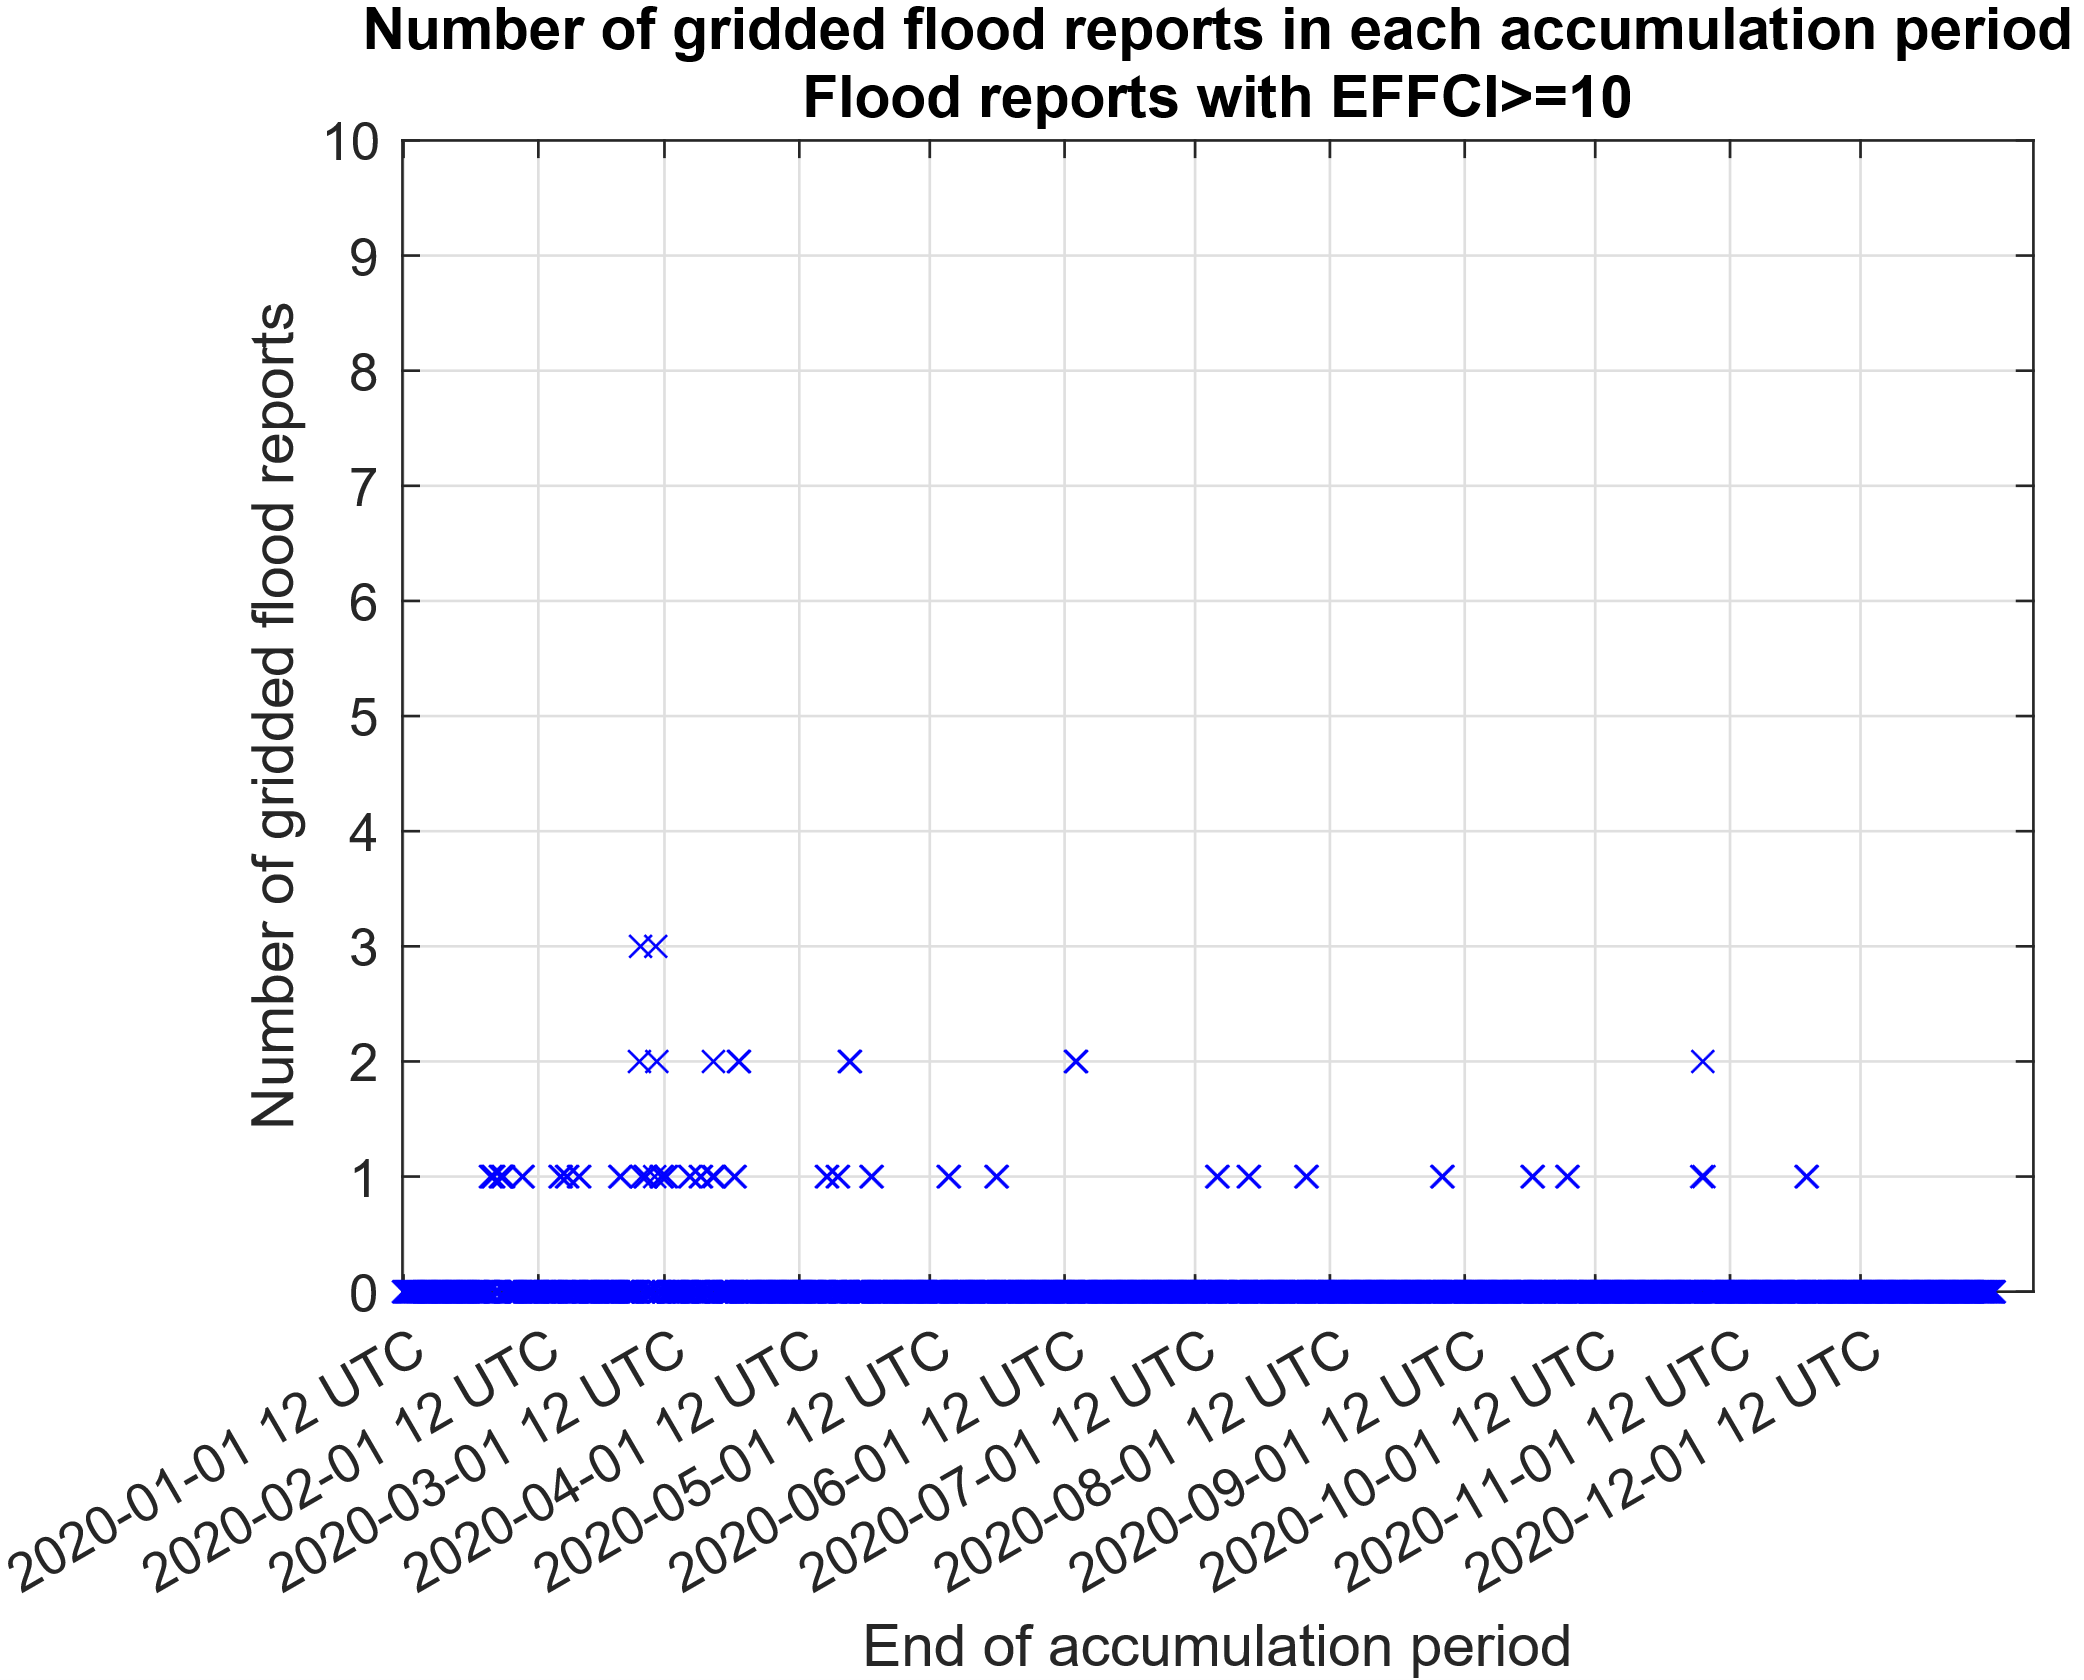 Number of gridded flood reports in each accumulation period
Flood reports with EFFCI>=10
10
9
8
7
6
5
4
3
2
1
0
Number of gridded flood reports
2020-01-01 12 UTC
2020-02-01 12 UTC
2020-03-01 12 UTC
2020-04-01 12 UTC
2020-05-01 12 UTC
2020-06-01 12 UTC
2020-07-01 12 UTC
2020-08-01 12 UTC
2020-09-01 12 UTC
2020-10-01 12 UTC
2020-11-01 12 UTC
2020-12-01 12 UTC
End of accumulation period